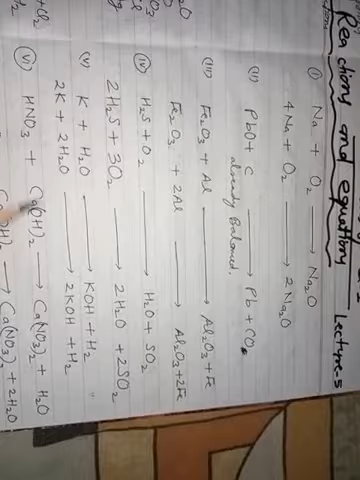 Reactions and equations Lecture-5
(i) Na + O₂ ⟶ Na₂O
4Na + O₂ ⟶ 2Na₂O
(ii) PbO + C ⟶ Pb + CO
already Balanced.
(iii) Fe₂O₃ + Al ⟶ Al₂O₃ + Fe
Fe₂O₃ + 2Al ⟶ Al₂O₃ + 2Fe
(iv) H₂S + O₂ ⟶ H₂O + SO₂
2H₂S + 3O₂ ⟶ 2H₂O + 2SO₂
(v) K + H₂O ⟶ KOH + H₂
2K + 2H₂O ⟶ 2KOH + H₂
(vi) HNO₃ + Ca(OH)₂ ⟶ Ca(NO₃)₂ + H₂O
⟶ Ca(NO₃)₂ + 2H₂O